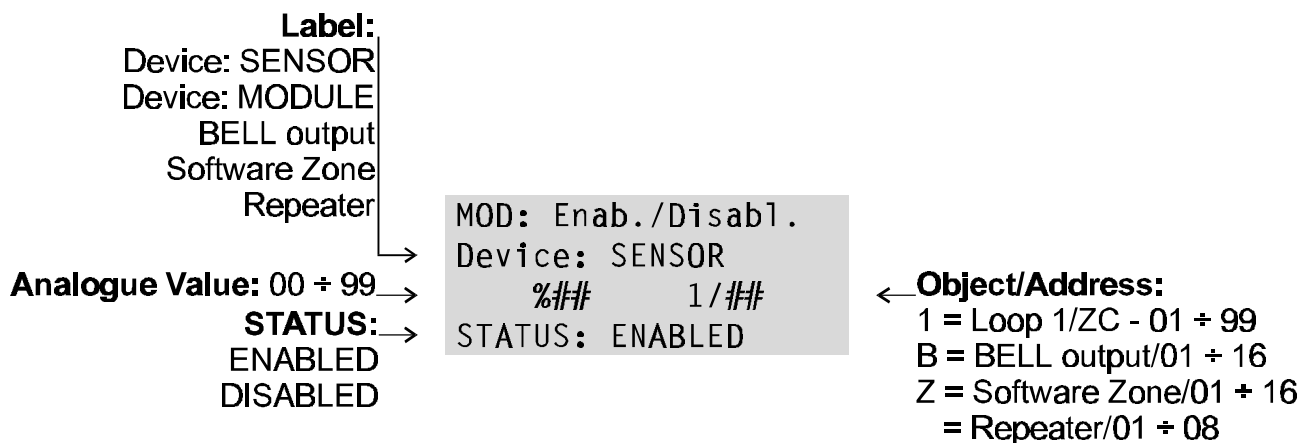 Label:
Device: SENSOR
Device: MODULE
BELL output
Software Zone
Repeater
Analogue Value: 00 ÷ 99
STATUS:
ENABLED
DISABLED
MOD: Enab./Disabl.
Device: SENSOR
%## 1/##
STATUS: ENABLED
Object/Address:
1 = Loop 1/ZC - 01 ÷ 99
B = BELL output/01 ÷ 16
Z = Software Zone/01 ÷ 16
= Repeater/01 ÷ 08